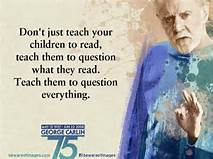 Don't just teach your
children to read,
teach them to question
what they read.
Teach them to question
everything.
GEORGE CARLIN
75